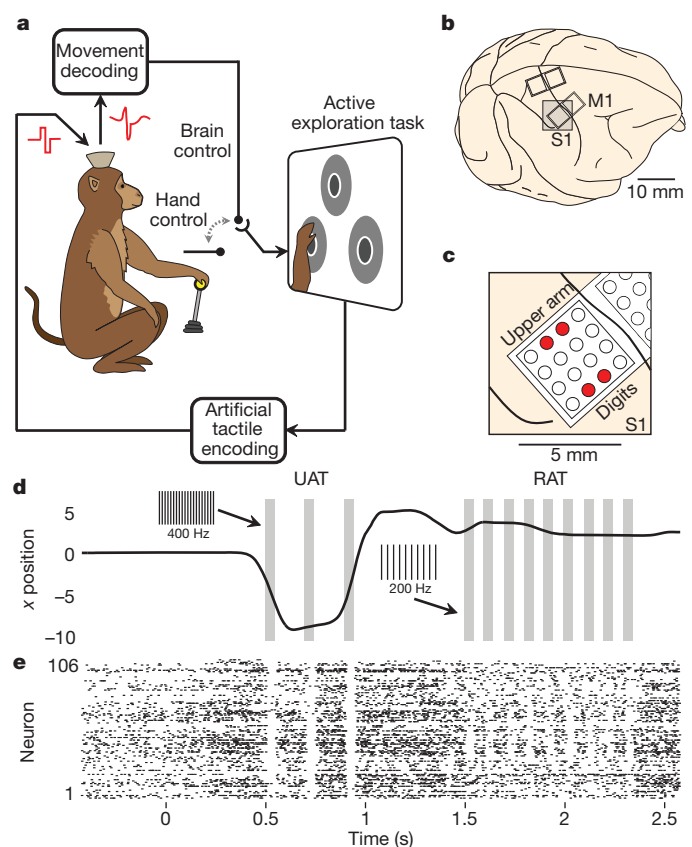 a
Movement
decoding
Brain
control
Hand
control
Active
exploration task
Artificial
tactile
encoding
b
M1
S1
10 mm
c
Upper arm
Digits
S1
5 mm
d
UAT
RAT
400 Hz
200 Hz
x position
5
0
−5
−10
e
106
Neuron
1
0
0.5
1
1.5
2
2.5
Time (s)